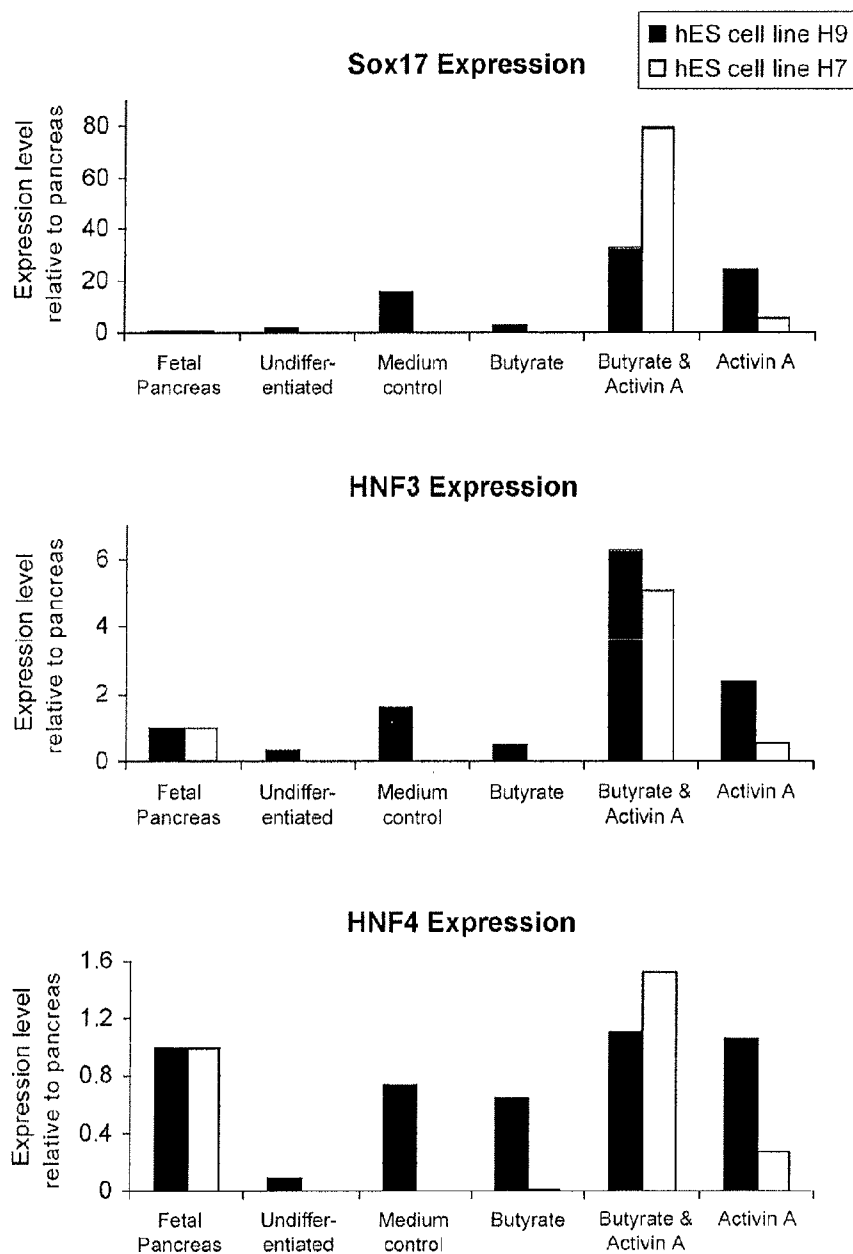 hES cell line H9
hES cell line H7
Sox17 Expression
Expression level
relative to pancreas
80
60
40
20
0
Fetal
Pancreas
Undiffer-
entiated
Medium
control
Butyrate
Butyrate &
Activin A
Activin A
HNF3 Expression
Expression level
relative to pancreas
6
4
2
0
Fetal
Pancreas
Undiffer-
entiated
Medium
control
Butyrate
Butyrate &
Activin A
Activin A
HNF4 Expression
Expression level
relative to pancreas
1.6
1.2
0.8
0.4
0
Fetal
Pancreas
Undiffer-
entiated
Medium
control
Butyrate
Butyrate &
Activin A
Activin A